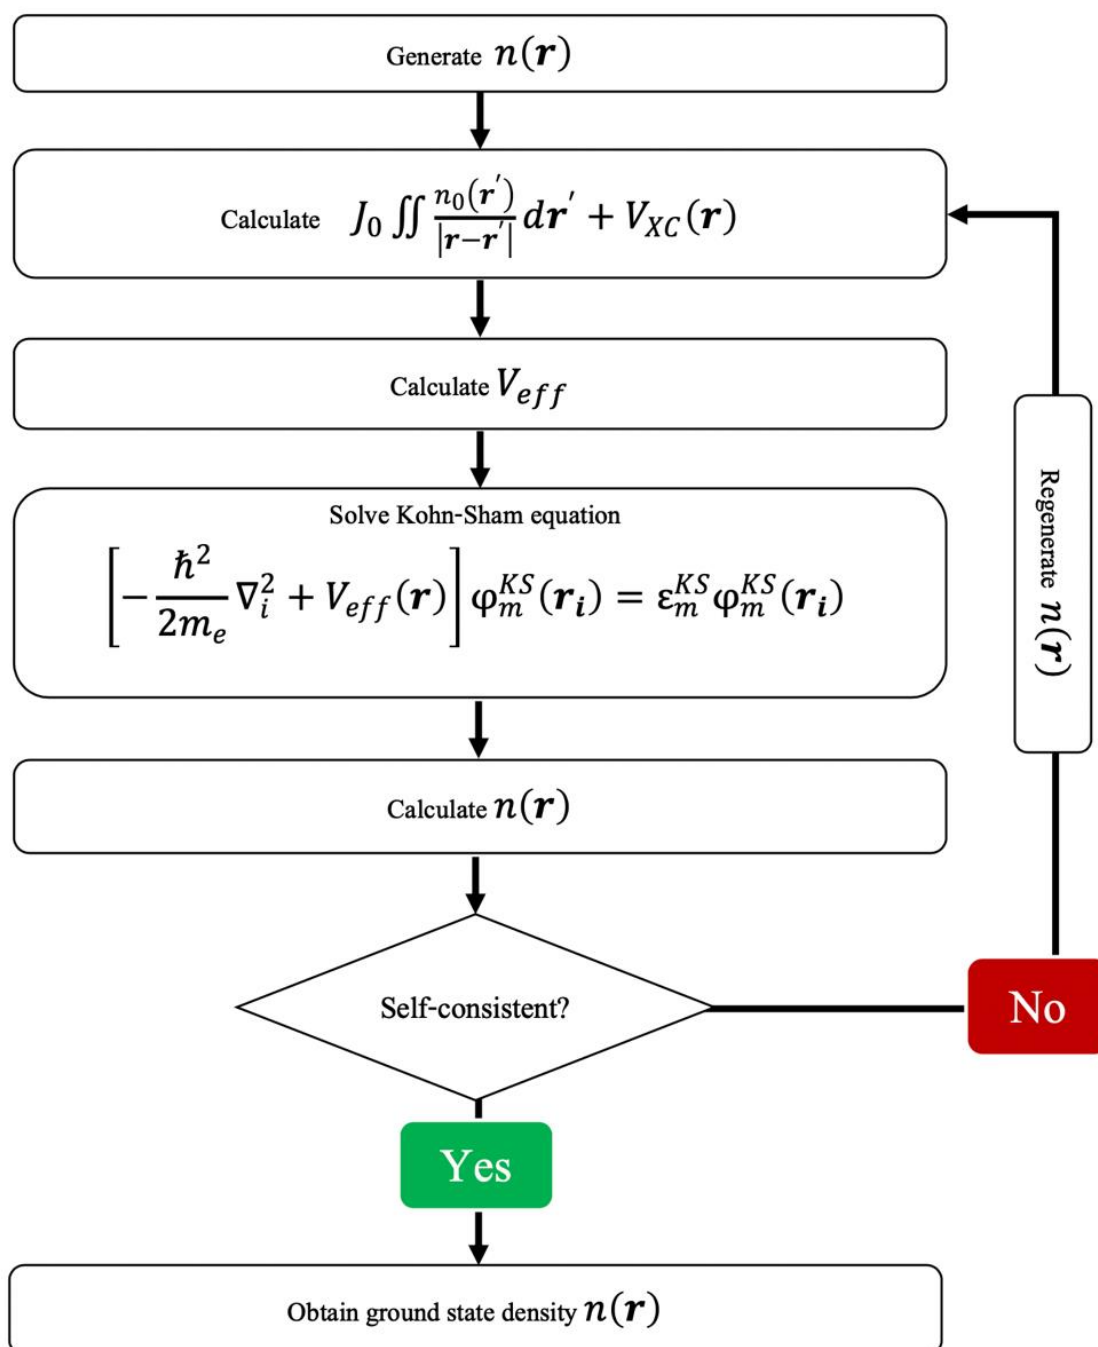 Generate n(r)
Calculate J₀ ∬ n₀(r′)/|r−r′| dr′ + V_XC(r)
Calculate V_eff
Solve Kohn-Sham equation
[−ℏ²/2mₑ ∇ᵢ² + V_eff(r)] φ_m^KS(rᵢ) = ε_m^KS φ_m^KS(rᵢ)
Calculate n(r)
Self-consistent?
No
Regenerate n(r)
Yes
Obtain ground state density n(r)